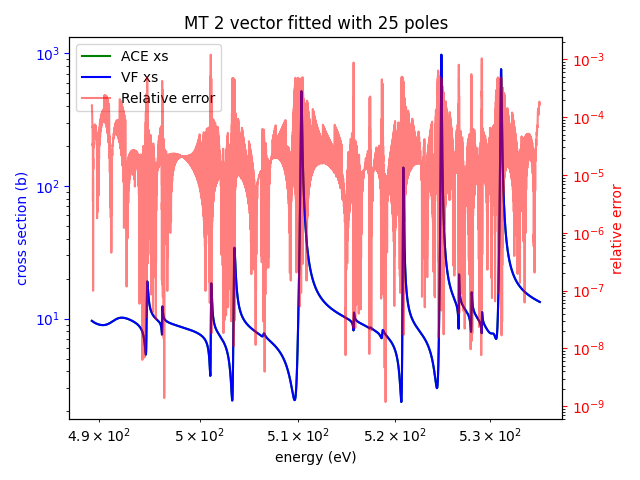 MT 2 vector fitted with 25 poles
ACE xs
VF xs
Relative error
cross section (b)
10³
10²
10¹
relative error
10⁻³
10⁻⁴
10⁻⁵
10⁻⁶
10⁻⁷
10⁻⁸
10⁻⁹
4.9 × 10² 5 × 10² 5.1 × 10² 5.2 × 10² 5.3 × 10²
energy (eV)